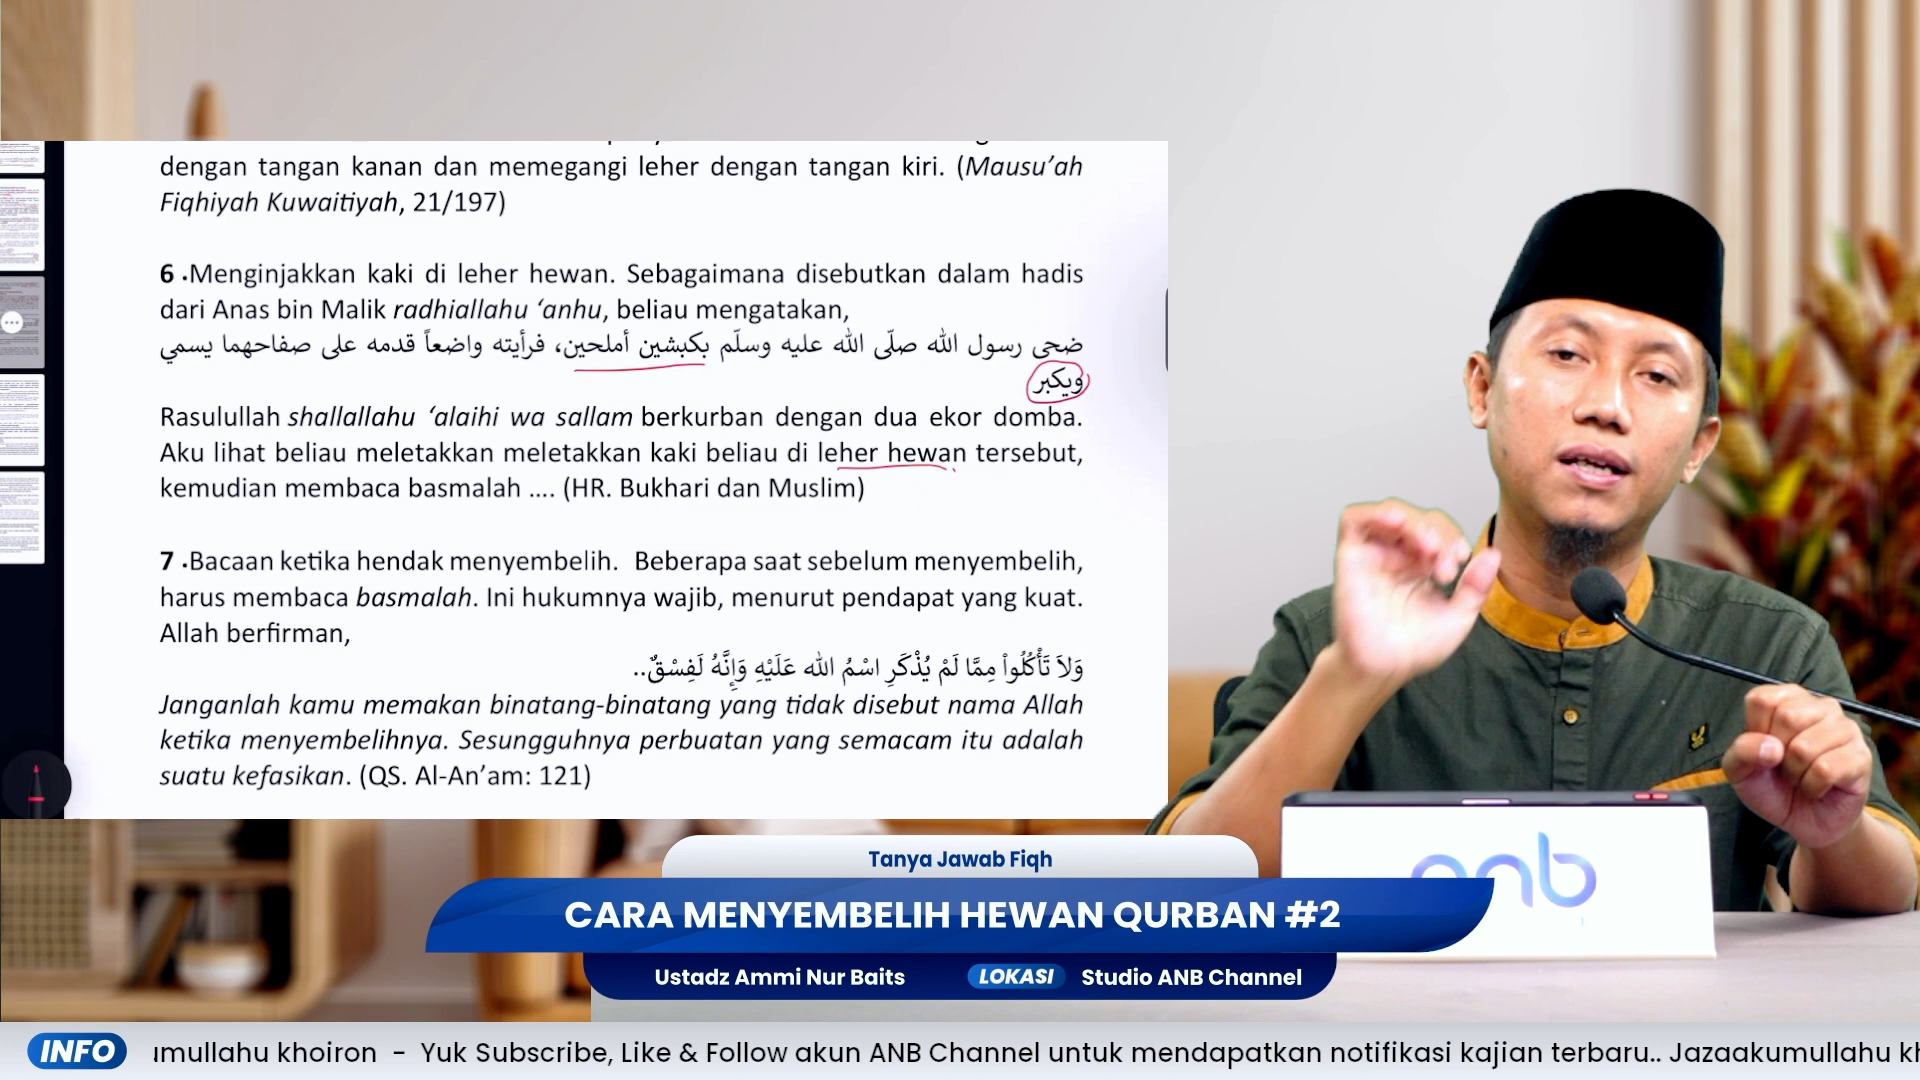 dengan tangan kanan dan memegangi leher dengan tangan kiri. (Mausu’ah
Fiqhiyah Kuwaitiyah, 21/197)
6 .Menginjakkan kaki di leher hewan. Sebagaimana disebutkan dalam hadis
dari Anas bin Malik radhiallahu ‘anhu, beliau mengatakan,
ضحى رسول الله صلّى الله عليه وسلّم بكبشين أملحين، فرأيته واضعاً قدمه على صفاحهما يسمي
ويكبر
Rasulullah shallallahu ‘alaihi wa sallam berkurban dengan dua ekor domba.
Aku lihat beliau meletakkan meletakkan kaki beliau di leher hewan tersebut,
kemudian membaca basmalah .... (HR. Bukhari dan Muslim)
7 .Bacaan ketika hendak menyembelih. Beberapa saat sebelum menyembelih,
harus membaca basmalah. Ini hukumnya wajib, menurut pendapat yang kuat.
Allah berfirman,
وَلاَ تَأْكُلُواْ مِمَّا لَمْ يُذْكَرِ اسْمُ الله عَلَيْهِ وَإِنَّهُ لَفِسْقٌ..
Janganlah kamu memakan binatang-binatang yang tidak disebut nama Allah
ketika menyembelihnya. Sesungguhnya perbuatan yang semacam itu adalah
suatu kefasikan. (QS. Al-An’am: 121)
anb
Tanya Jawab Fiqh
CARA MENYEMBELIH HEWAN QURBAN #2
Ustadz Ammi Nur Baits LOKASI Studio ANB Channel
INFO umullahu khoiron - Yuk Subscribe, Like & Follow akun ANB Channel untuk mendapatkan notifikasi kajian terbaru.. Jazaakumullahu kh